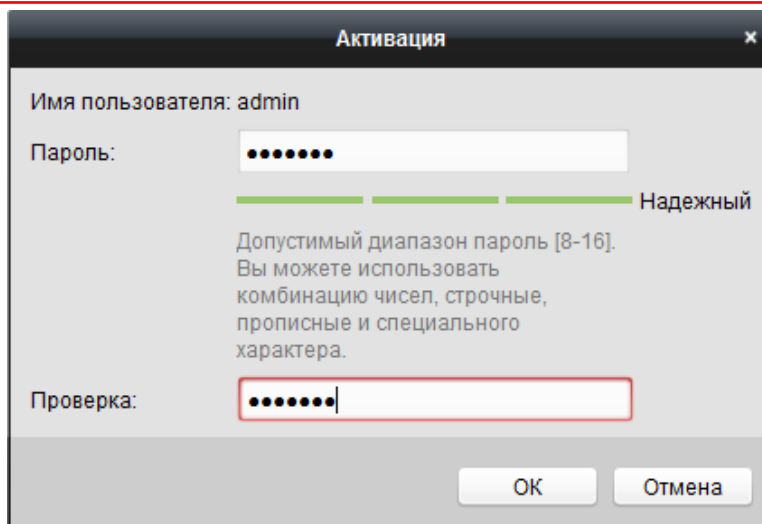 Активация
Имя пользователя: admin
Пароль: •••••••
Надежный
Допустимый диапазон пароль [8-16].
Вы можете использовать
комбинацию чисел, строчные,
прописные и специального
характера.
Проверка: •••••••
ОК Отмена